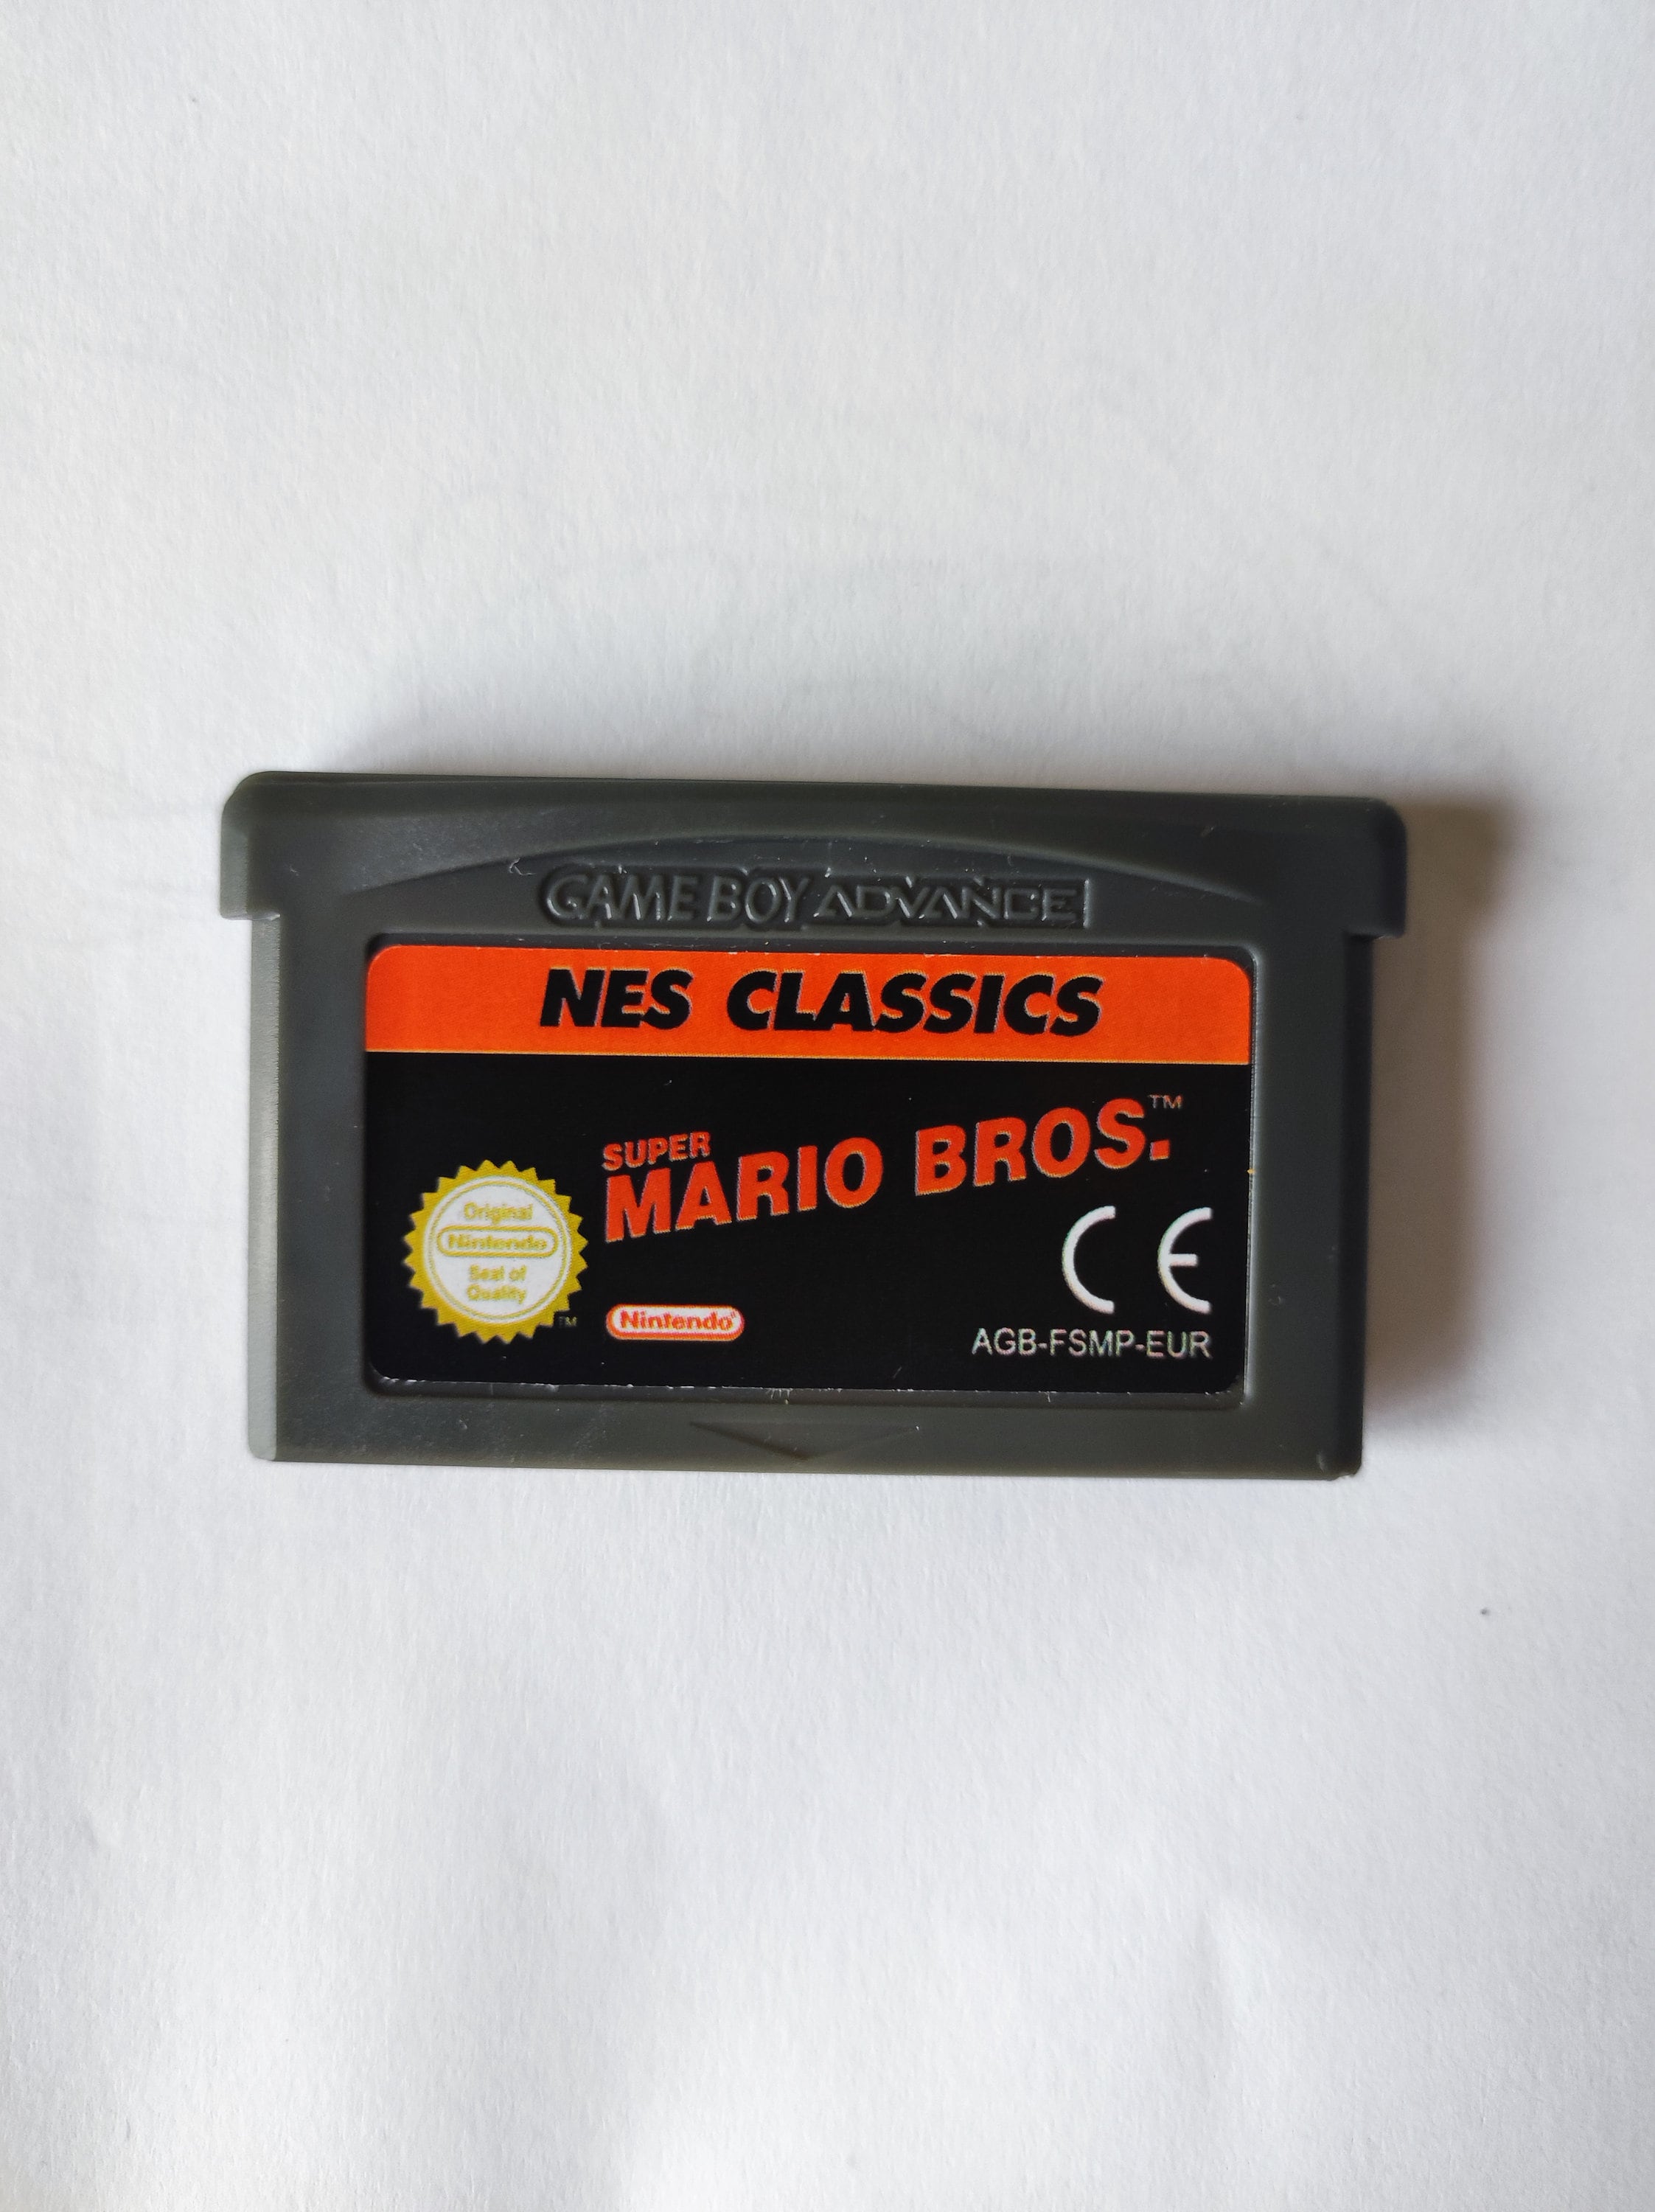 GAME BOY ADVANCE
NES CLASSICS
SUPER
MARIO BROS.™
Original
Nintendo
Seal of
Quality
TM
Nintendo®
CE
AGB-FSMP-EUR